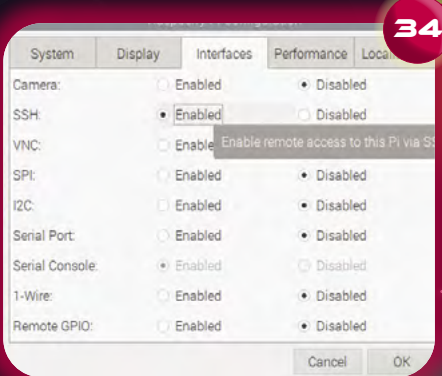 34
System Display Interfaces Performance
Camera: Enabled Disabled
SSH: Enabled Disabled
VNC: Enable remote access to this Pi via
SPI: Enabled Disabled
I2C: Enabled Disabled
Serial Port: Enabled Disabled
Serial Console: Enabled Disabled
1-Wire: Enabled Disabled
Remote GPIO: Enabled Disabled
Cancel OK